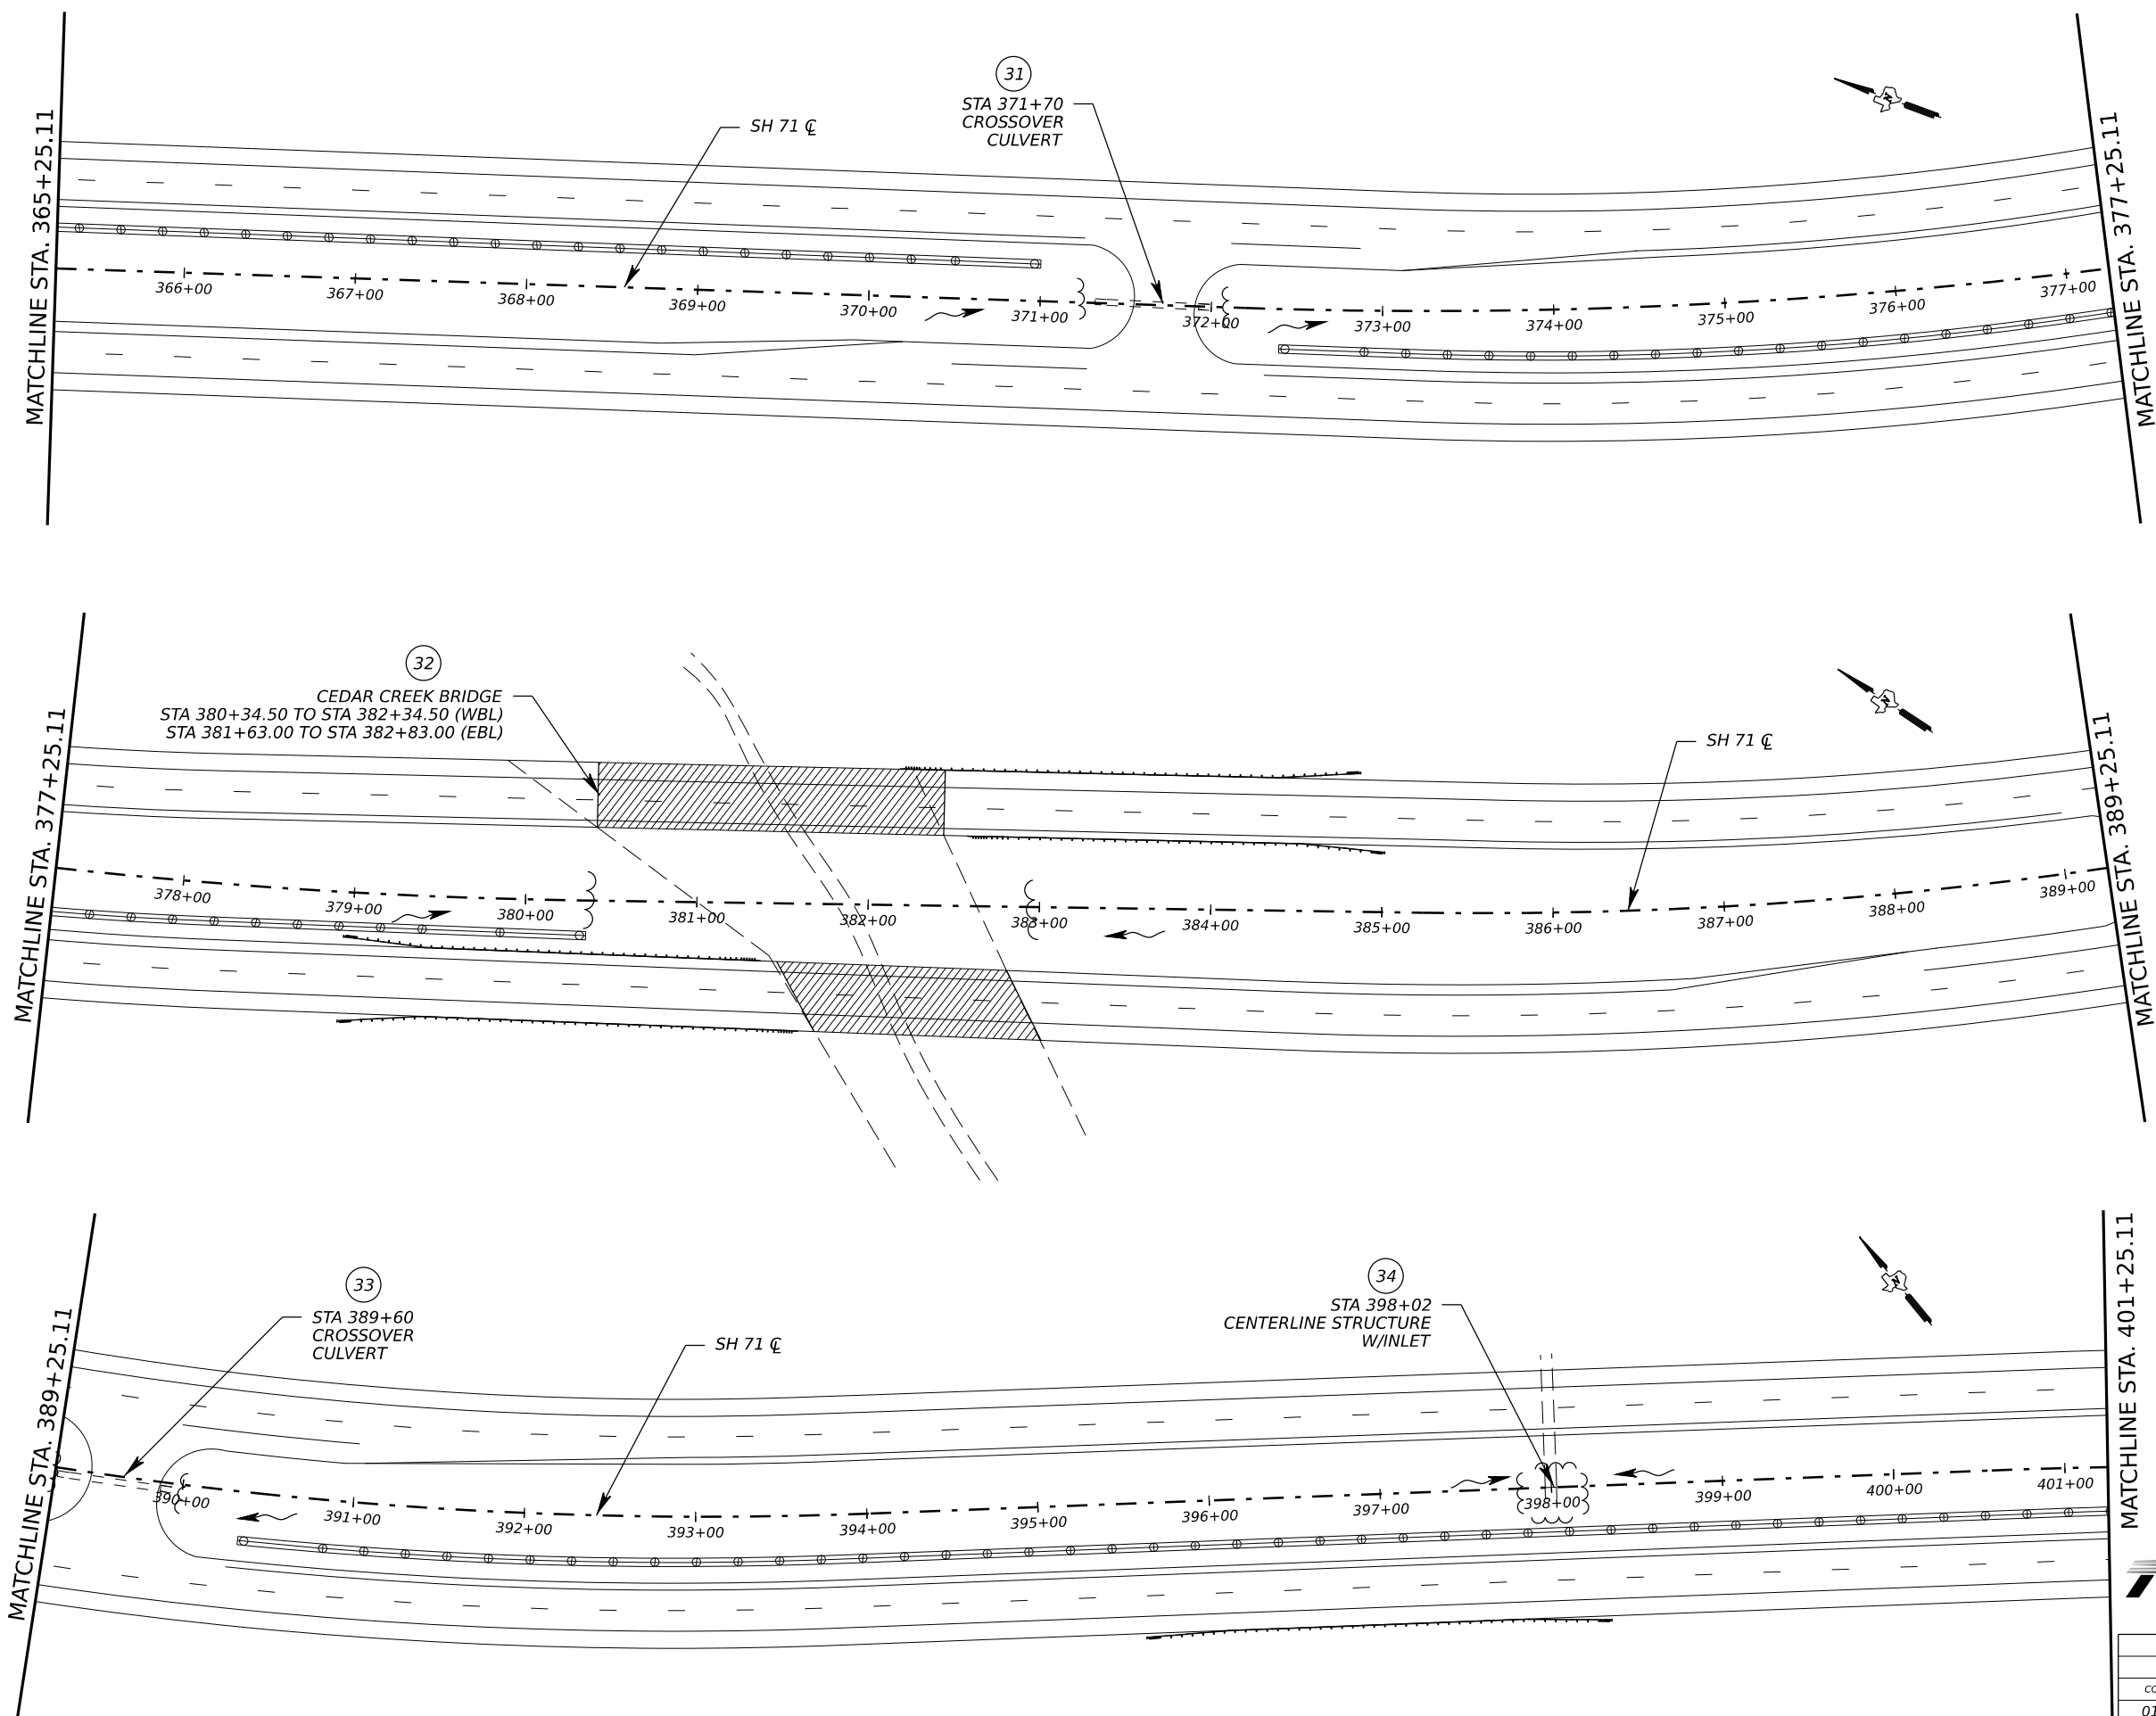 MATCHLINE STA. 365+25.11
31
STA 371+70
CROSSOVER
CULVERT
SH 71 ℄
N
366+00
367+00
368+00
369+00
370+00
371+00
372+00
373+00
374+00
375+00
376+00
377+00
MATCHLINE STA. 377+25.11
MATCHLINE STA. 377+25.11
32
CEDAR CREEK BRIDGE
STA 380+34.50 TO STA 382+34.50 (WBL)
STA 381+63.00 TO STA 382+83.00 (EBL)
SH 71 ℄
N
378+00
379+00
380+00
381+00
382+00
383+00
384+00
385+00
386+00
387+00
388+00
389+00
MATCHLINE STA. 389+25.11
MATCHLINE STA. 389+25.11
33
STA 389+60
CROSSOVER
CULVERT
SH 71 ℄
34
STA 398+02
CENTERLINE STRUCTURE
W/INLET
N
390+00
391+00
392+00
393+00
394+00
395+00
396+00
397+00
398+00
399+00
400+00
401+00
MATCHLINE STA. 401+25.11